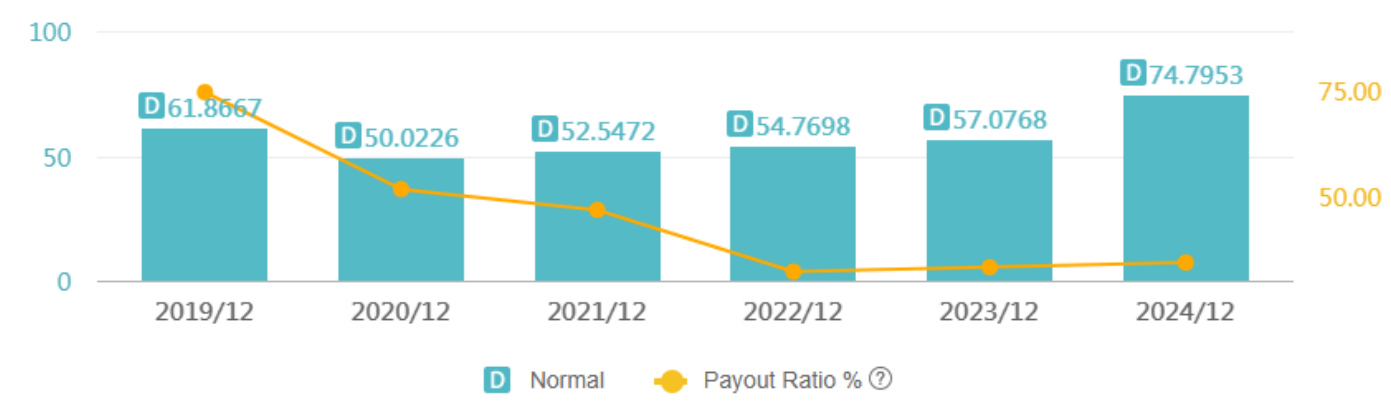 100
D 74.7953
75.00
D 61.8667
D 50.0226
D 52.5472
D 54.7698
D 57.0768
50
50.00
0
2019/12
2020/12
2021/12
2022/12
2023/12
2024/12
D Normal
Payout Ratio % ?